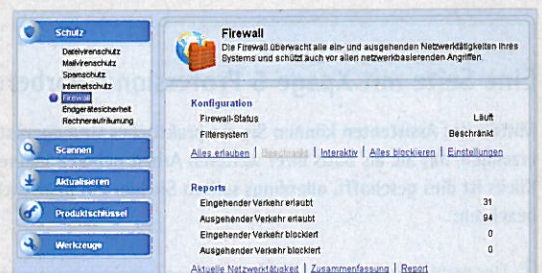 Schutz
Dateivirenschutz
Mailvirenschutz
Spamschutz
Internetschutz
Firewall
Endgerätesicherheit
Rechneraufräumung
Scannen
Aktualisieren
Produktschlüssel
Werkzeuge
Firewall
Die Firewall überwacht alle ein- und ausgehenden Netzwerktätigkeiten Ihres
Systems und schützt auch vor allen netzwerkbasierenden Angriffen.
Konfiguration
Firewall-Status Läuft
Filtersystem Beschränkt
Alles erlauben | Beschränkt | Interaktiv | Alles blockieren | Einstellungen
Reports
Eingehender Verkehr erlaubt 31
Ausgehender Verkehr erlaubt 94
Eingehender Verkehr blockiert 0
Ausgehender Verkehr blockiert 0
Aktuelle Netzwerktätigkeit | Zusammenfassung | Report